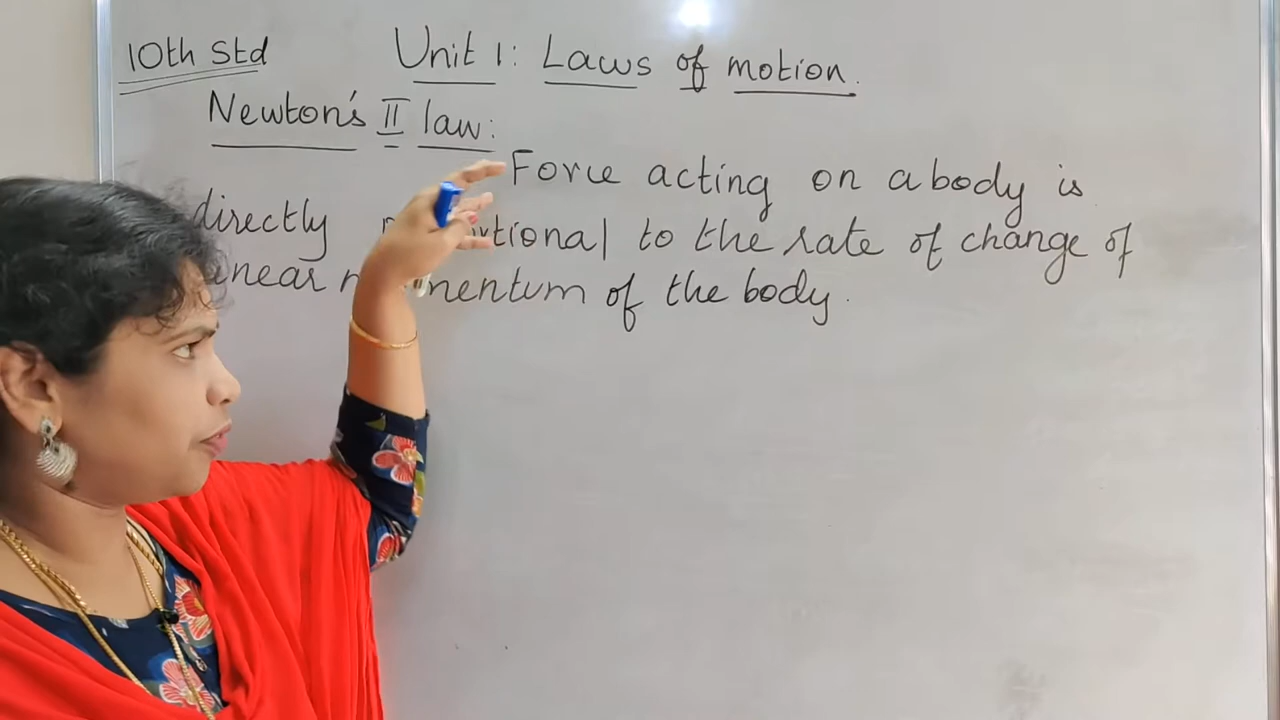 10th Std Unit 1: Laws of motion.
Newton's II law:
Force acting on a body is
directly to the rate of change of
of the body.